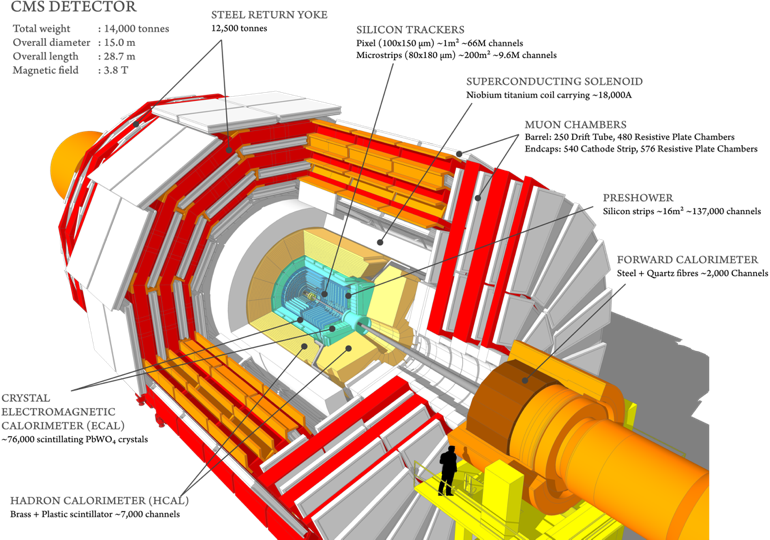 CMS DETECTOR
Total weight : 14,000 tonnes
Overall diameter : 15.0 m
Overall length : 28.7 m
Magnetic field : 3.8 T
STEEL RETURN YOKE
12,500 tonnes
SILICON TRACKERS
Pixel (100x150 μm) ~1m² ~66M channels
Microstrips (80x180 μm) ~200m² ~9.6M channels
SUPERCONDUCTING SOLENOID
Niobium titanium coil carrying ~18,000A
MUON CHAMBERS
Barrel: 250 Drift Tube, 480 Resistive Plate Chambers
Endcaps: 540 Cathode Strip, 576 Resistive Plate Chambers
PRESHOWER
Silicon strips ~16m² ~137,000 channels
FORWARD CALORIMETER
Steel + Quartz fibres ~2,000 Channels
CRYSTAL
ELECTROMAGNETIC
CALORIMETER (ECAL)
~76,000 scintillating PbWO₄ crystals
HADRON CALORIMETER (HCAL)
Brass + Plastic scintillator ~7,000 channels